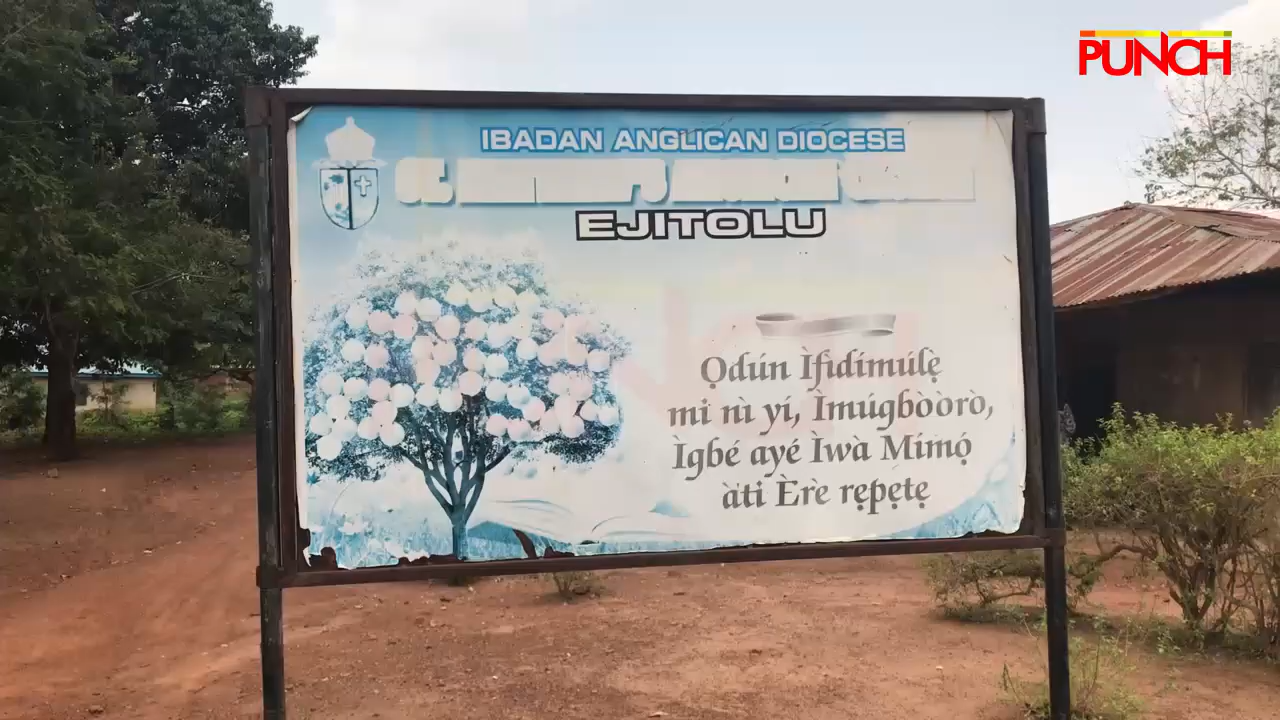 PUNCH
IBADAN ANGLICAN DIOCESE
EJITOLU
Ọdún Ìfidímúlẹ̀
mi nì yí, Ìmúgbòòrò,
Ìgbé ayé Ìwà Mímọ́
àti Èrè rẹpẹtẹ